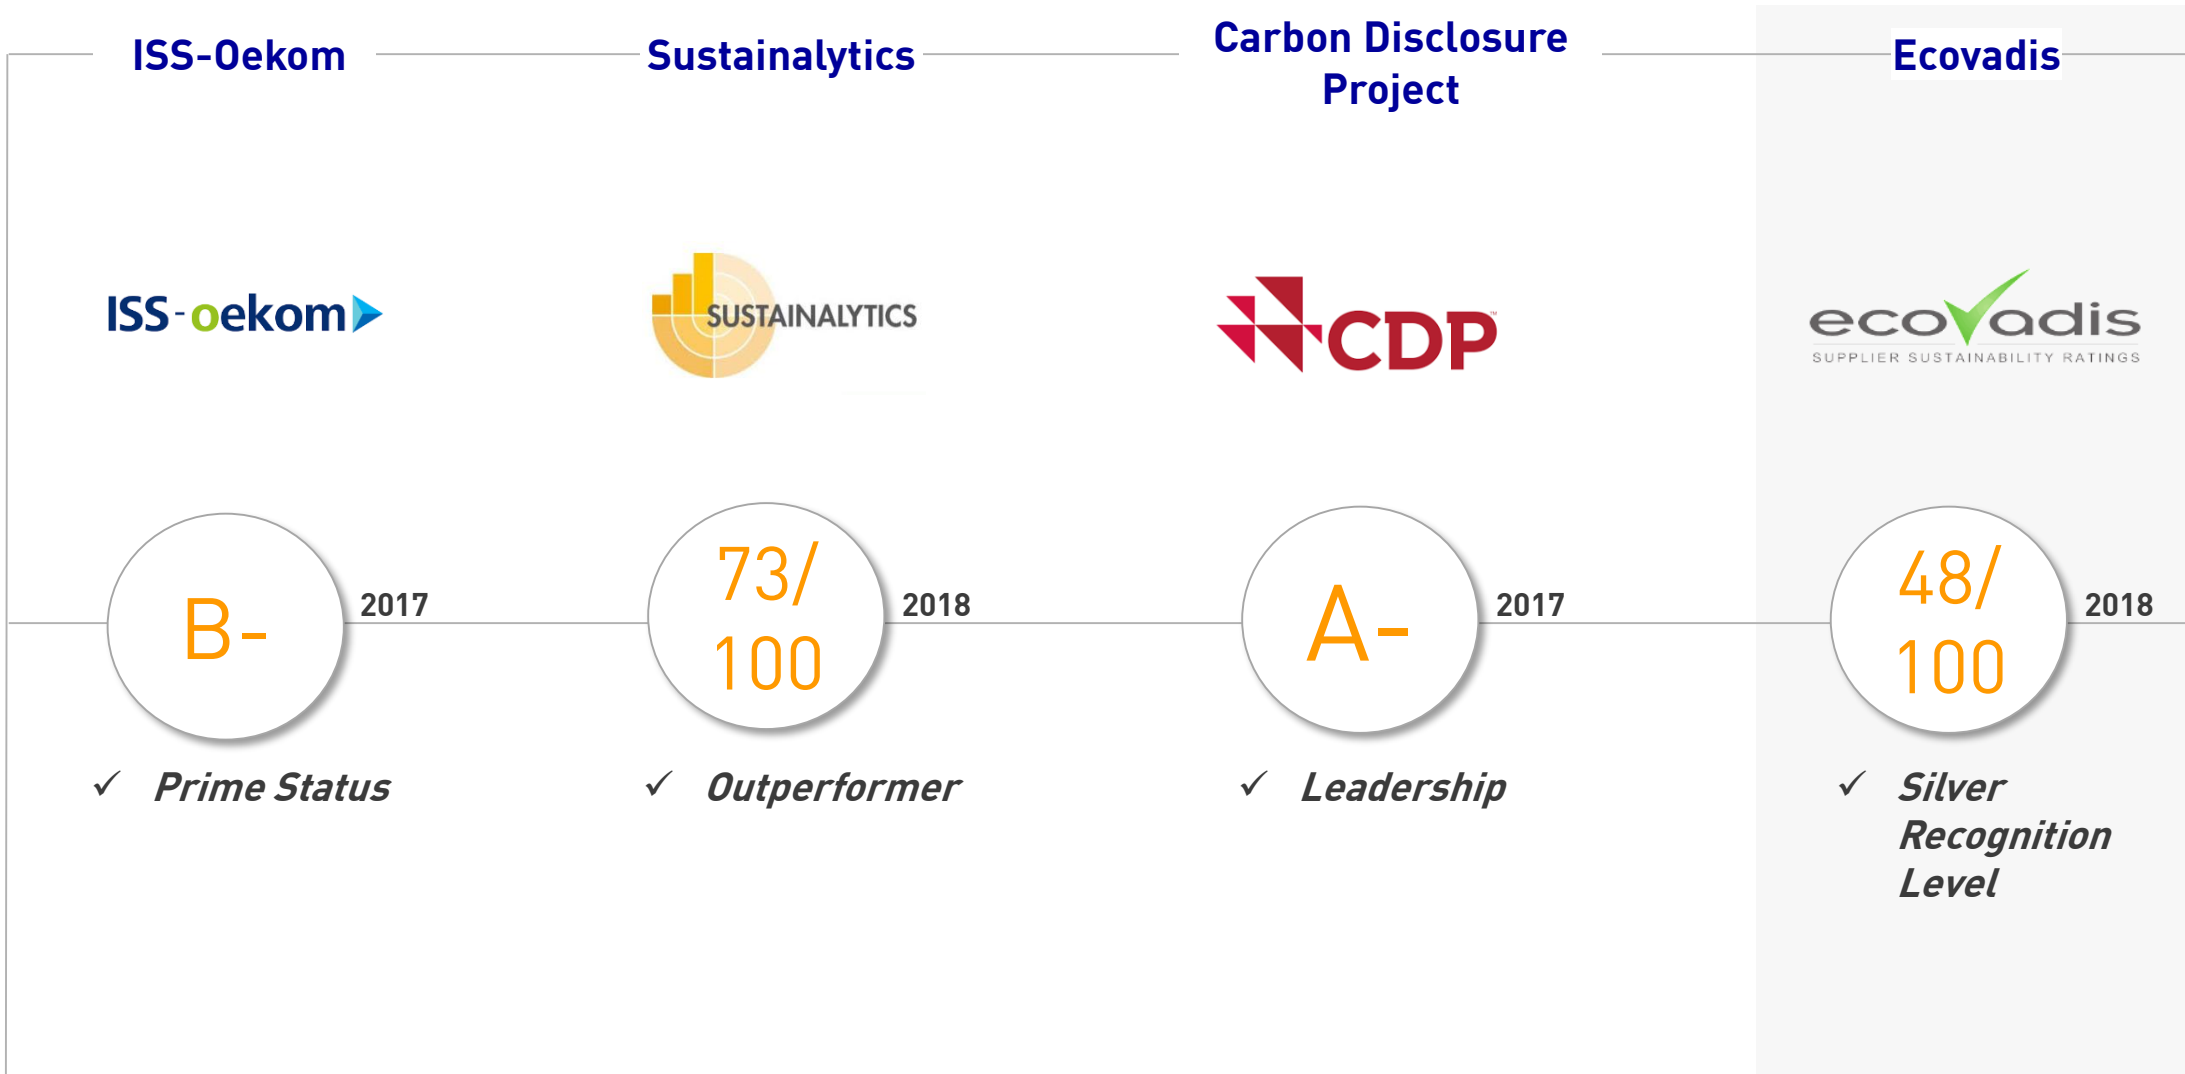 ISS-Oekom
Sustainalytics
Carbon Disclosure
Project
Ecovadis
ISS-oekom
SUSTAINALYTICS
CDP™
ecovadis
SUPPLIER SUSTAINABILITY RATINGS
B-
2017
73/
100
2018
A-
2017
48/
100
2018
✓ Prime Status
✓ Outperformer
✓ Leadership
✓ Silver
Recognition
Level